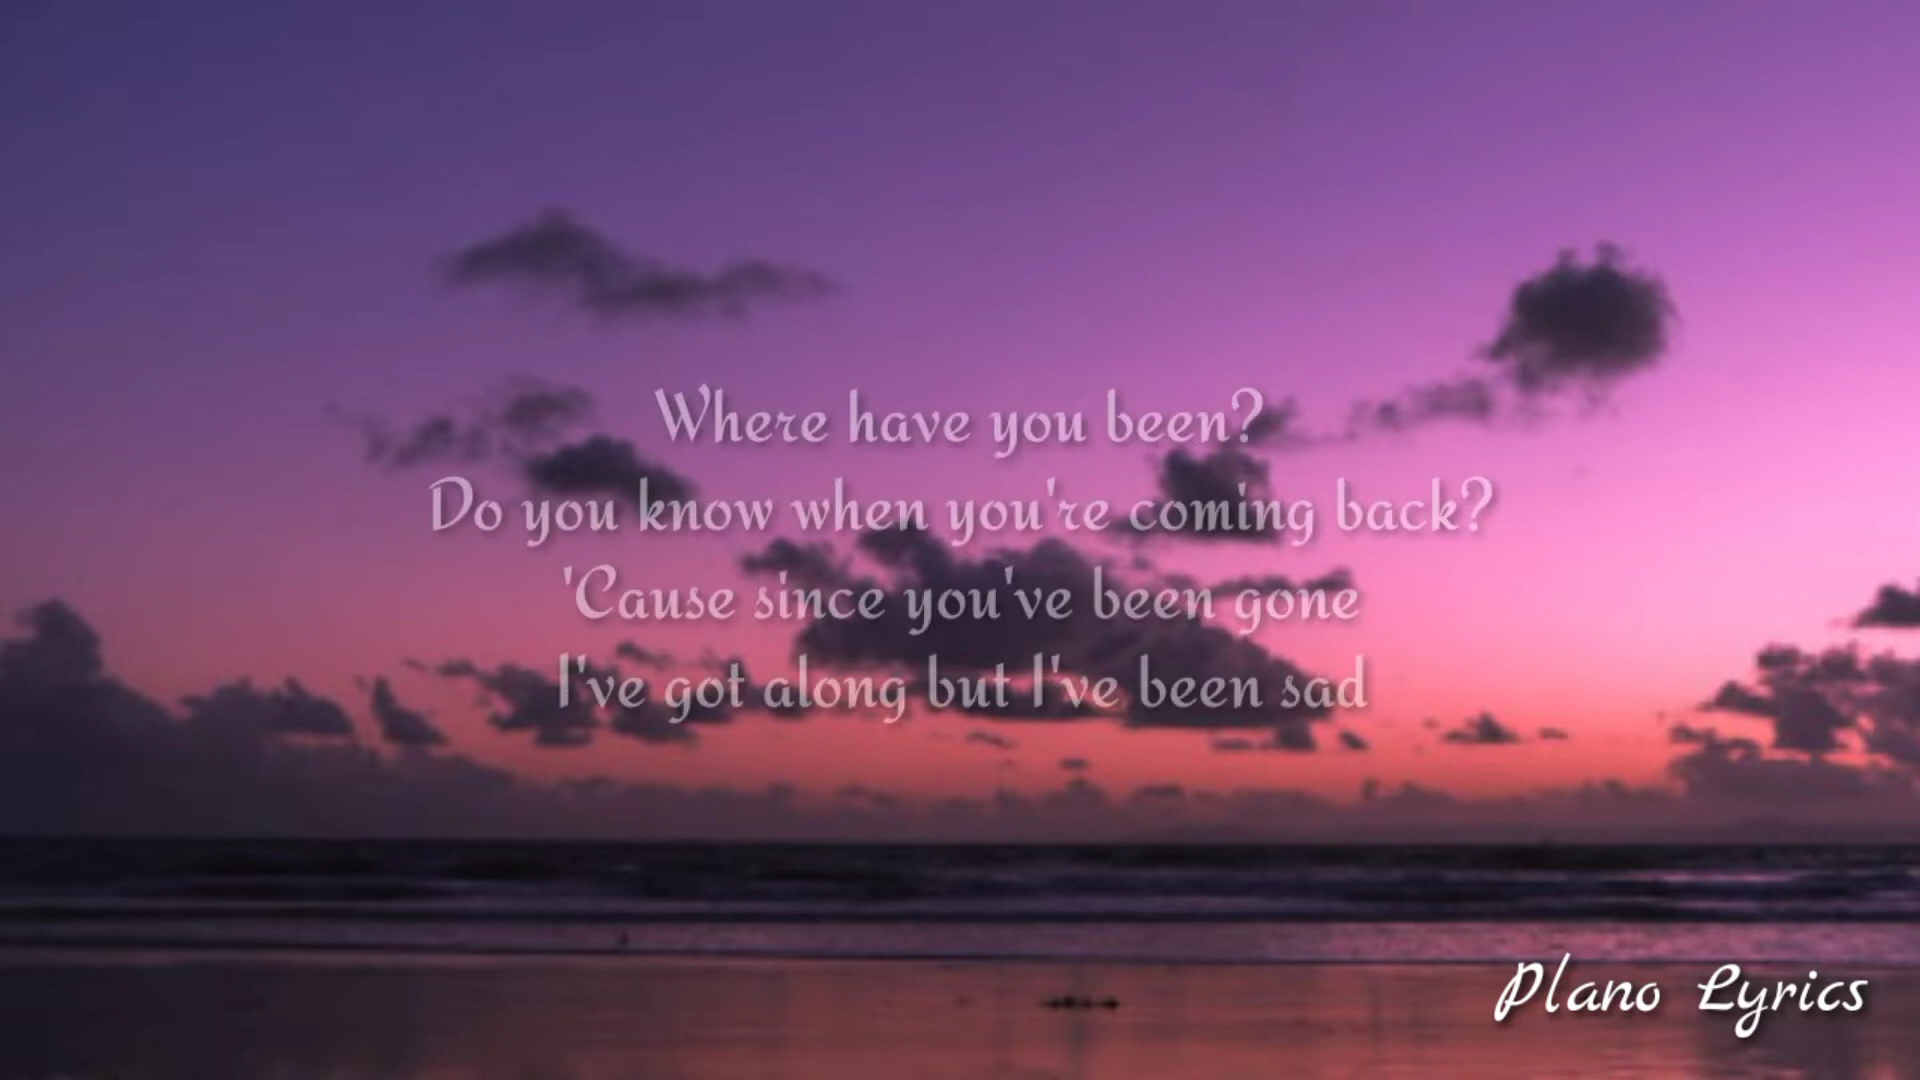 Where have you been?
Do you know when you're coming back?
'Cause since you've been gone
I've got along but I've been sad
Plano Lyrics